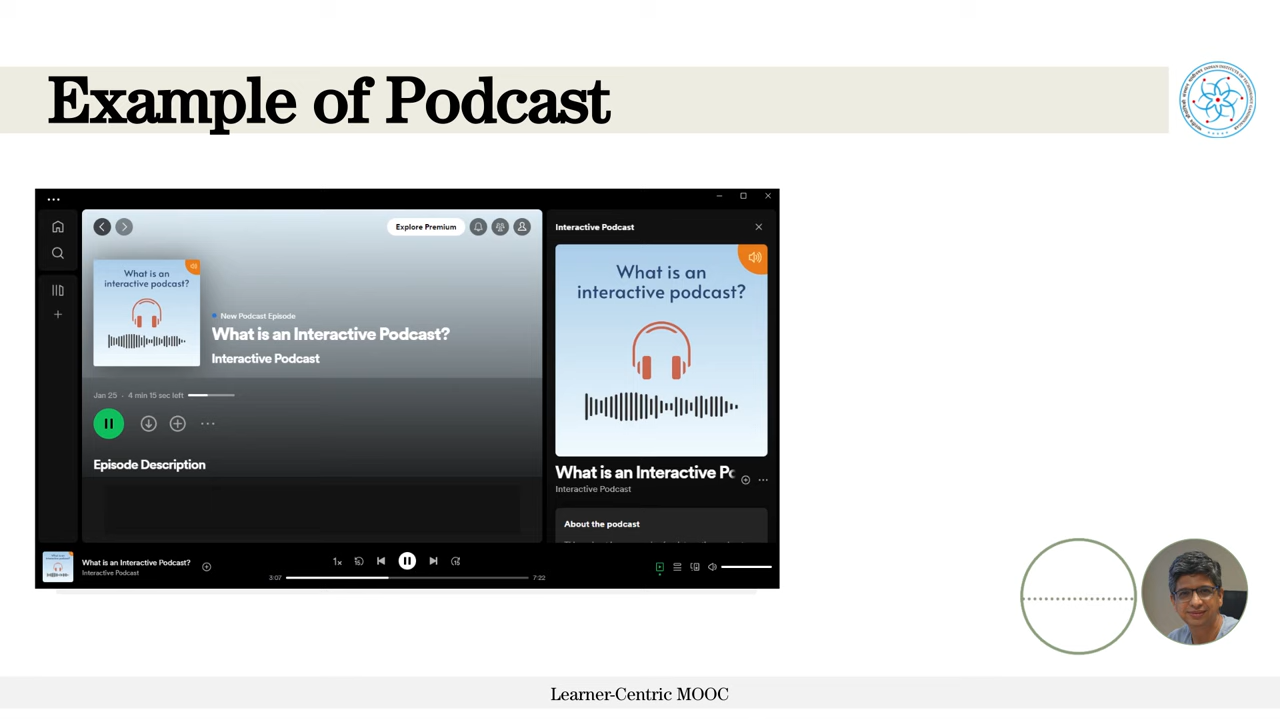 Example of Podcast
Explore Premium
What is an
interactive podcast?
New Podcast Episode
What is an Interactive Podcast?
Interactive Podcast
Jan 25 · 4 min 15 sec left
Episode Description
Interactive Podcast
What is an
interactive podcast?
What is an Interactive Pc
Interactive Podcast
About the podcast
What is an Interactive Podcast?
Interactive Podcast
1x
3:07
7:22
Learner-Centric MOOC